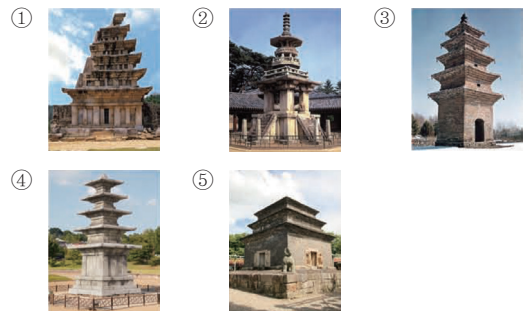 ① ② ③
④ ⑤